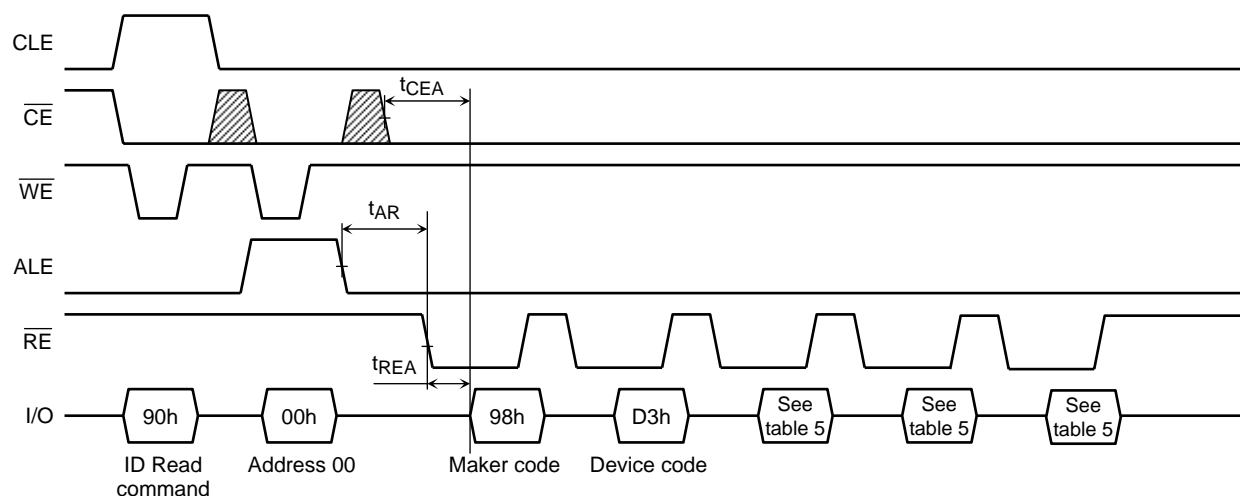 CLE
tCEA
CE
WE
tAR
ALE
RE
tREA
I/O
90h
00h
98h
D3h
See
table 5
See
table 5
See
table 5
ID Read
command
Address 00
Maker code
Device code